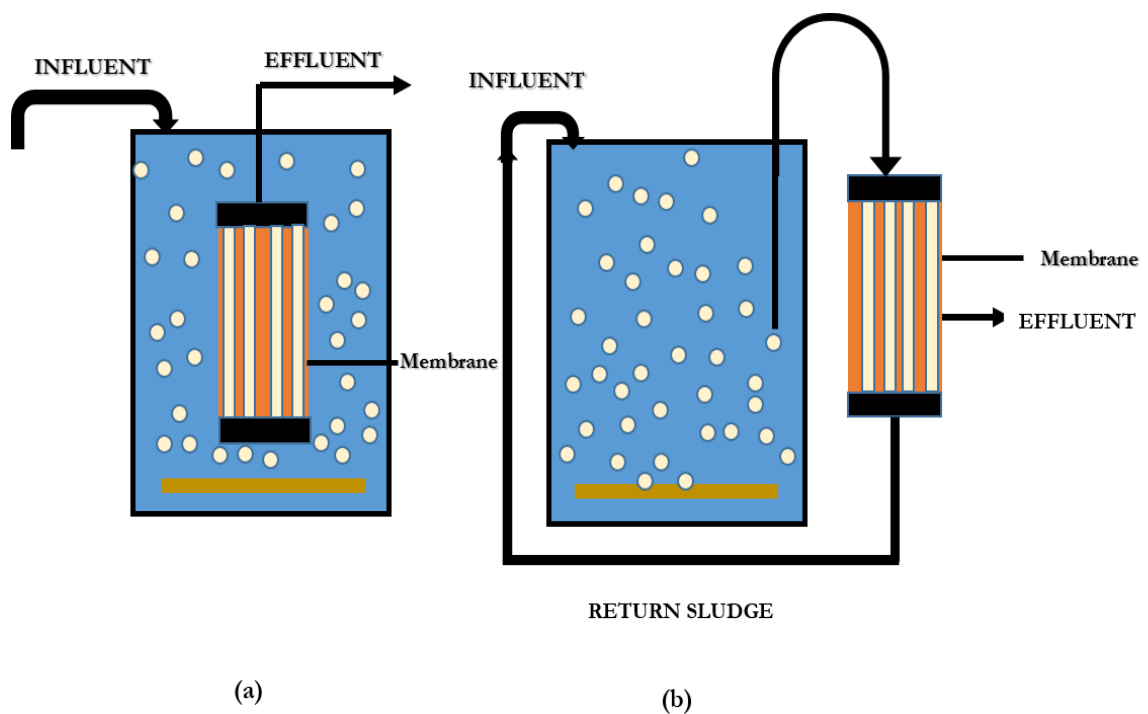 INFLUENT
EFFLUENT
Membrane
(a)
INFLUENT
Membrane
EFFLUENT
RETURN SLUDGE
(b)